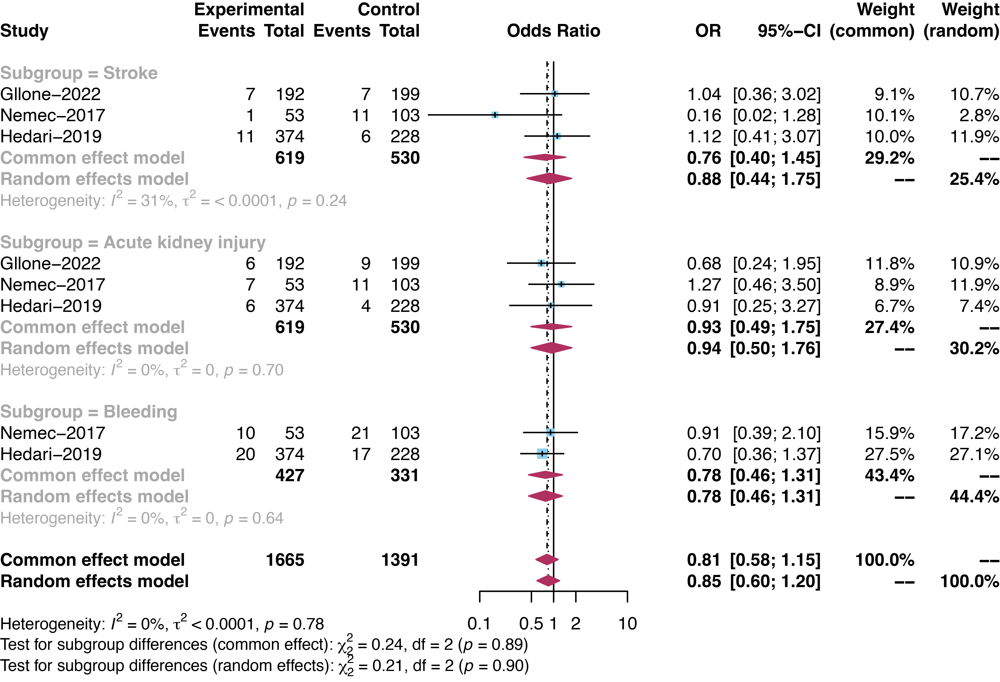 Experimental Control Weight Weight
Study Events Total Events Total Odds Ratio OR 95%−CI (common) (random)
Subgroup = Stroke
Gllone−2022 7 192 7 199 1.04 [0.36; 3.02] 9.1% 10.7%
Nemec−2017 1 53 11 103 0.16 [0.02; 1.28] 10.1% 2.8%
Hedari−2019 11 374 6 228 1.12 [0.41; 3.07] 10.0% 11.9%
Common effect model 619 530 0.76 [0.40; 1.45] 29.2% −−
Random effects model 0.88 [0.44; 1.75] −− 25.4%
Heterogeneity: I² = 31%, τ² = < 0.0001, p = 0.24
Subgroup = Acute kidney injury
Gllone−2022 6 192 9 199 0.68 [0.24; 1.95] 11.8% 10.9%
Nemec−2017 7 53 11 103 1.27 [0.46; 3.50] 8.9% 11.9%
Hedari−2019 6 374 4 228 0.91 [0.25; 3.27] 6.7% 7.4%
Common effect model 619 530 0.93 [0.49; 1.75] 27.4% −−
Random effects model 0.94 [0.50; 1.76] −− 30.2%
Heterogeneity: I² = 0%, τ² = 0, p = 0.70
Subgroup = Bleeding
Nemec−2017 10 53 21 103 0.91 [0.39; 2.10] 15.9% 17.2%
Hedari−2019 20 374 17 228 0.70 [0.36; 1.37] 27.5% 27.1%
Common effect model 427 331 0.78 [0.46; 1.31] 43.4% −−
Random effects model 0.78 [0.46; 1.31] −− 44.4%
Heterogeneity: I² = 0%, τ² = 0, p = 0.64
Common effect model 1665 1391 0.81 [0.58; 1.15] 100.0% −−
Random effects model 0.85 [0.60; 1.20] −− 100.0%
Heterogeneity: I² = 0%, τ² < 0.0001, p = 0.78 0.1 0.5 1 2 10
Test for subgroup differences (common effect): χ²₂ = 0.24, df = 2 (p = 0.89)
Test for subgroup differences (random effects): χ²₂ = 0.21, df = 2 (p = 0.90)